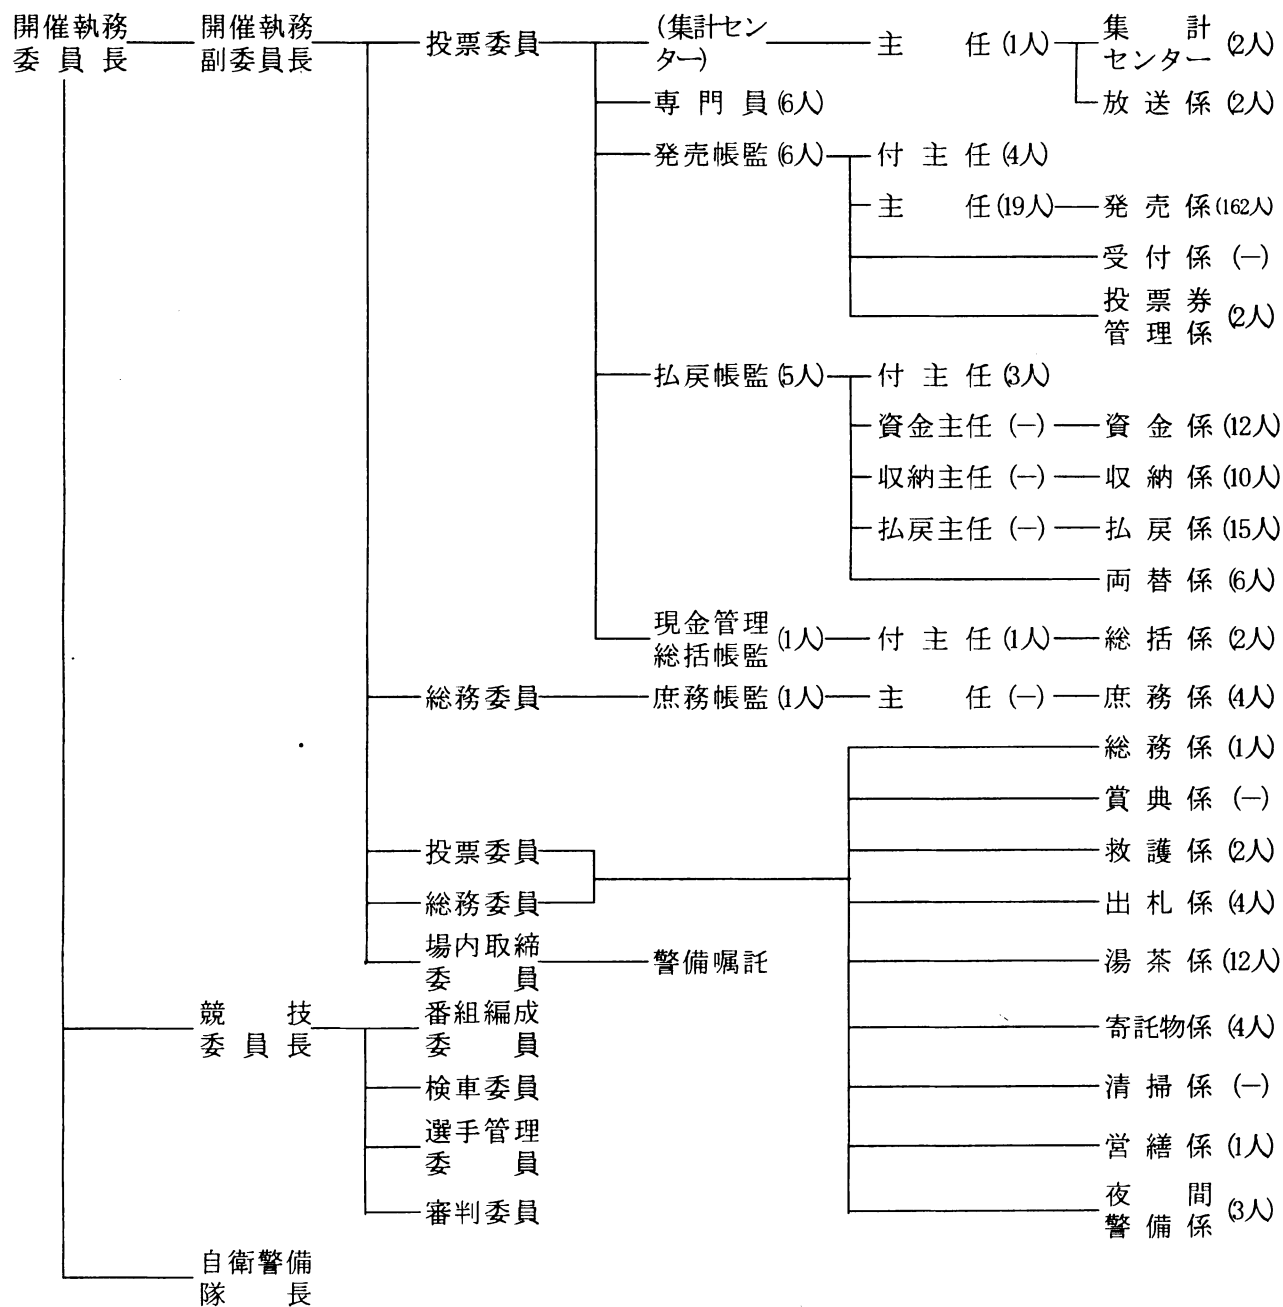 開催執務
委員長
開催執務
副委員長
投票委員
(集計セン
ター)
主任(1人)
集計
センター(2人)
放送係(2人)
専門員(6人)
発売帳監(6人)
付主任(4人)
主任(19人)
発売係(162人)
受付係(―)
投票券
管理係(2人)
払戻帳監(5人)
付主任(3人)
資金主任(―)
資金係(12人)
収納主任(―)
収納係(10人)
払戻主任(―)
払戻係(15人)
両替係(6人)
現金管理
総括帳監(1人)
付主任(1人)
総括係(2人)
総務委員
庶務帳監(1人)
主任(―)
庶務係(4人)
投票委員
総務委員
総務係(1人)
賞典係(―)
救護係(2人)
出札係(4人)
湯茶係(12人)
寄託物係(4人)
清掃係(―)
営繕係(1人)
夜間
警備係(3人)
場内取締
委員
警備嘱託
競技
委員長
番組編成
委員
検車委員
選手管理
委員
審判委員
自衛警備
隊長